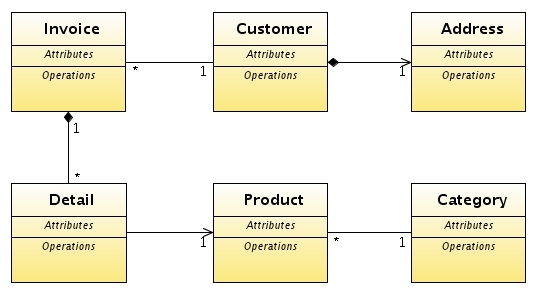 Invoice
Attributes
Operations
Customer
Attributes
Operations
Address
Attributes
Operations
*
1
1
1
*
Detail
Attributes
Operations
Product
Attributes
Operations
Category
Attributes
Operations
1
*
1